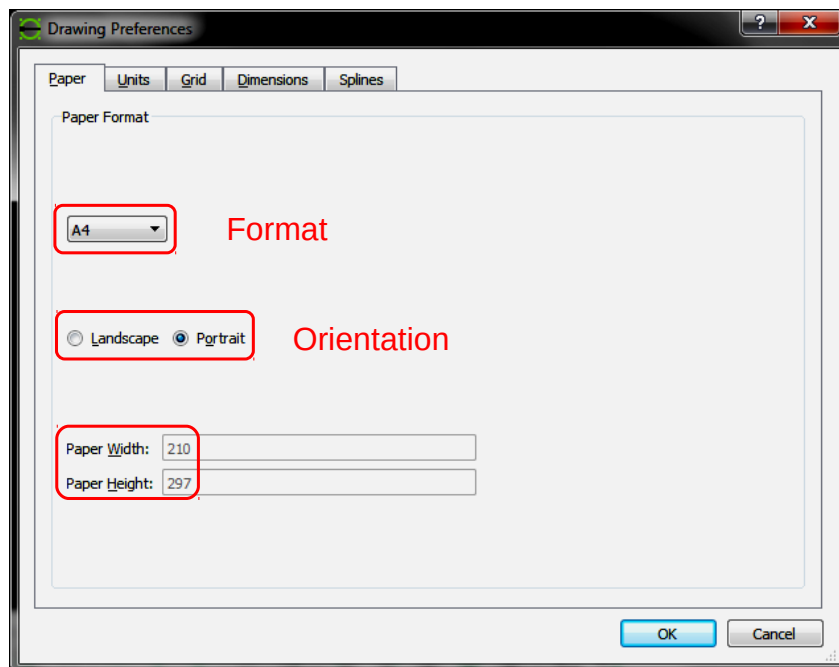 Drawing Preferences
Paper Units Grid Dimensions Splines
Paper Format
A4 Format
Landscape Portrait Orientation
Paper Width: 210
Paper Height: 297
OK Cancel